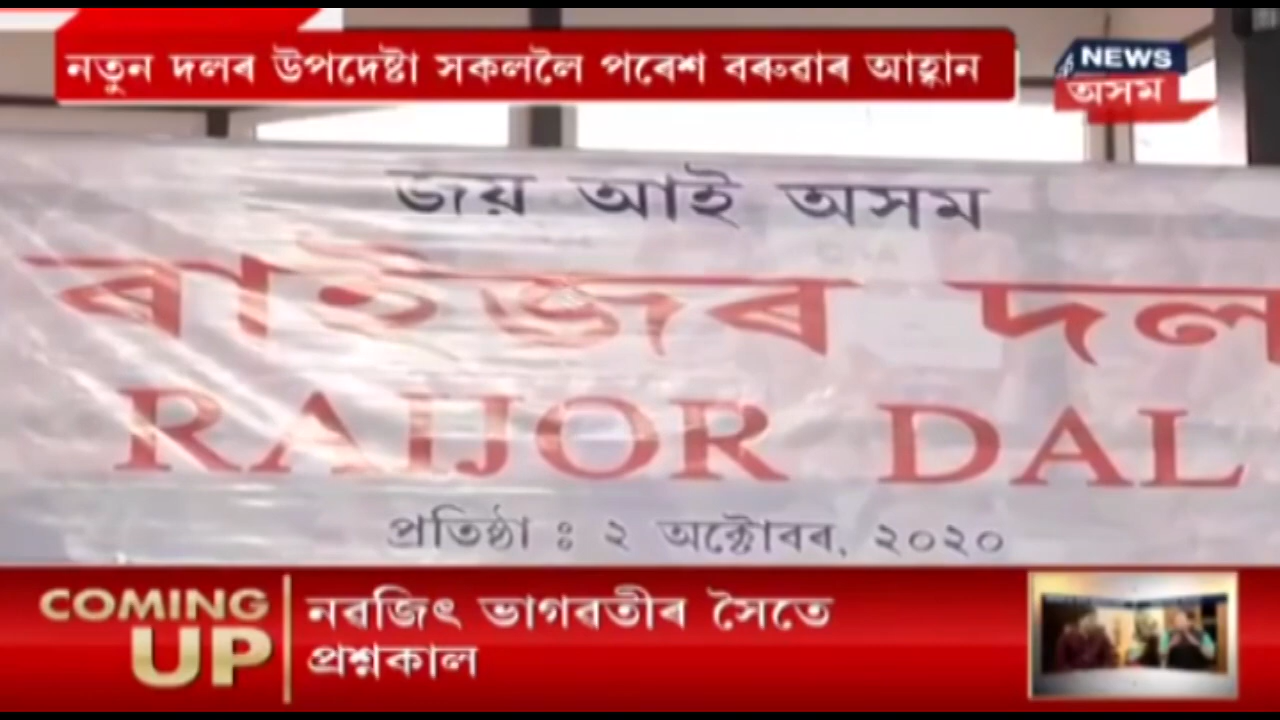 নতুন দলৰ উপদেষ্টা সকললৈ পৰেশ বৰুৱাৰ আহ্বান
NEWS
অসম
জয় আই অসম
ৰাইজৰ দল
RAIJOR DAL
প্ৰতিষ্ঠা : ২ অক্টোবৰ, ২০২০
COMING
UP
নৱজিৎ ভাগৱতীৰ সৈতে
প্ৰশ্নকাল